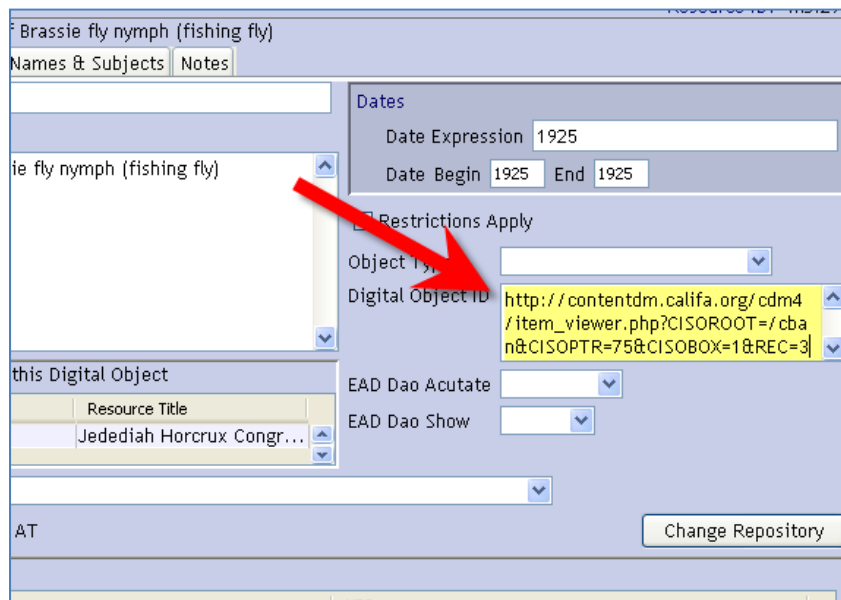 f Brassie fly nymph (fishing fly)
Names & Subjects Notes
Dates
Date Expression 1925
ie fly nymph (fishing fly)
Date Begin 1925 End 1925
Restrictions Apply
Object Ty
Digital Object ID
http://contentdm.califa.org/cdm4
/item_viewer.php?CISOROOT=/cba
n&CISOPTR=75&CISOBOX=1&REC=3
this Digital Object
EAD Dao Acutate
Resource Title
EAD Dao Show
Jedediah Horcrux Congr...
AT
Change Repository